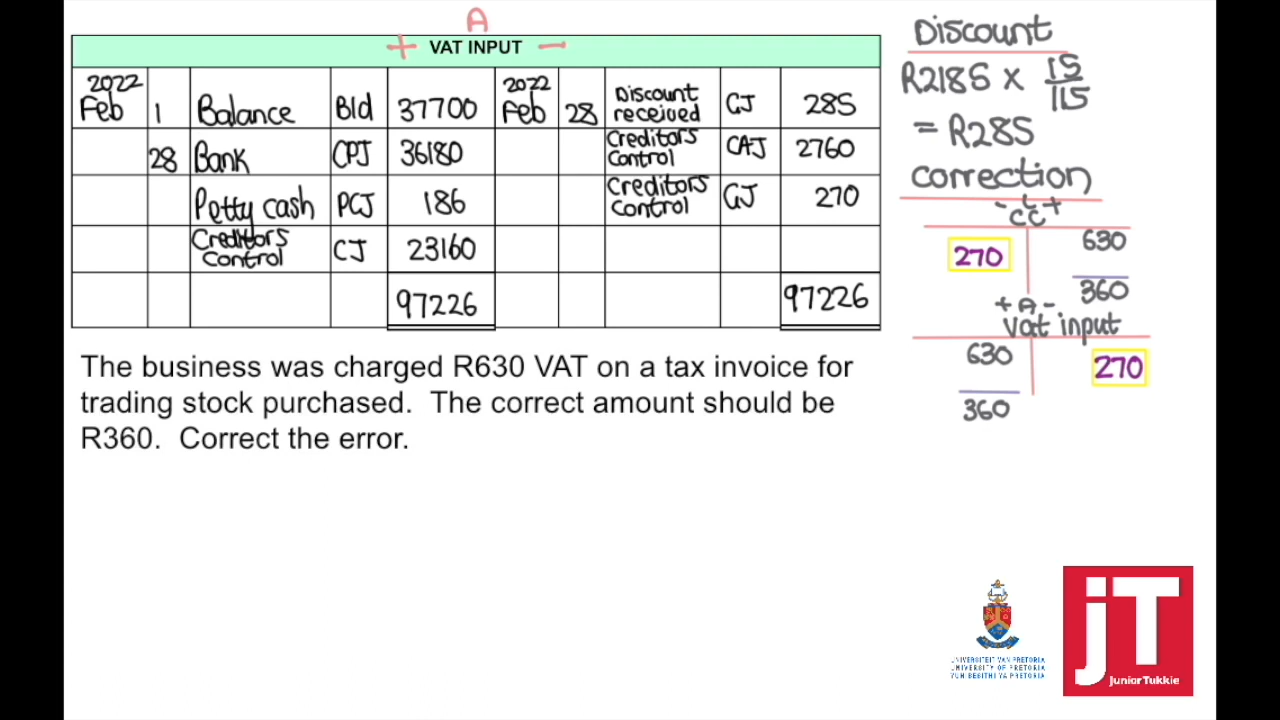 A
+ VAT INPUT -
2022 Feb 1 Balance Bld 37700 2022 Feb 28 Discount received GJ 285
28 Bank CPJ 36180 Creditors Control CAJ 2760
Petty cash PCJ 186 Creditors Control GJ 270
Creditors Control CJ 23160
97226 97226
The business was charged R630 VAT on a tax invoice for
trading stock purchased. The correct amount should be
R360. Correct the error.
Discount
R2185 × 15/115
= R285
correction
- L +
CC
270 630
360
+ A -
Vat input
630 270
360
UNIVERSITEIT VAN PRETORIA
UNIVERSITY OF PRETORIA
YUNIBESITHI YA PRETORIA
jT
JuniorTukkie